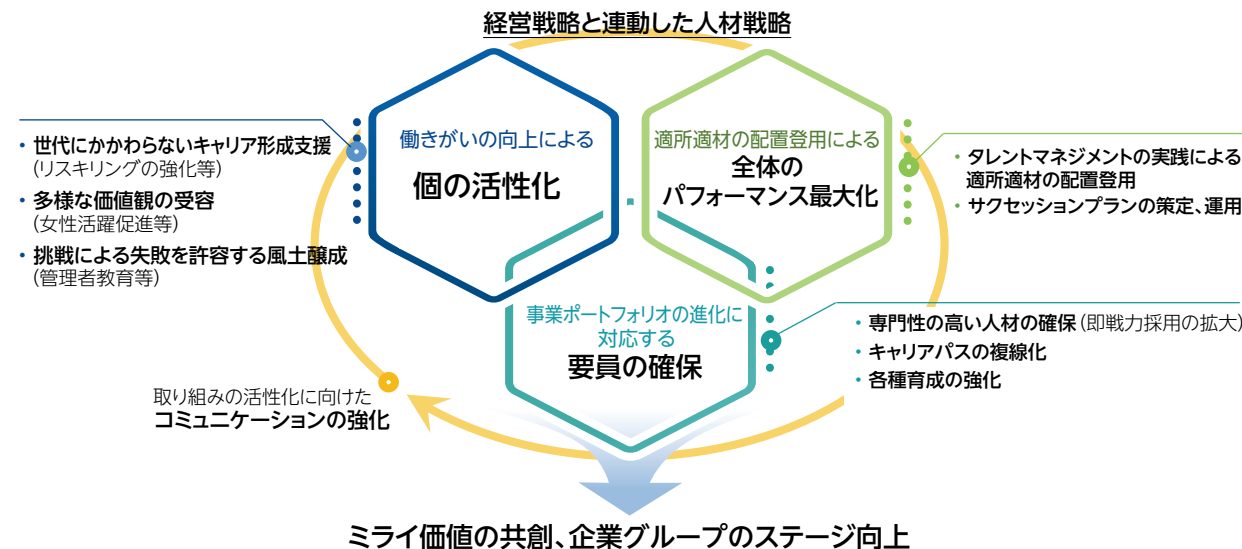 経営戦略と連動した人材戦略
働きがいの向上による
個の活性化
・世代にかかわらないキャリア形成支援
(リスキリングの強化等)
・多様な価値観の受容
(女性活躍促進等)
・挑戦による失敗を許容する風土醸成
(管理者教育等)
適所適材の配置登用による
全体の
パフォーマンス最大化
・タレントマネジメントの実践による
適所適材の配置登用
・サクセッションプランの策定、運用
事業ポートフォリオの進化に
対応する
要員の確保
・専門性の高い人材の確保(即戦力採用の拡大)
・キャリアパスの複線化
・各種育成の強化
取り組みの活性化に向けた
コミュニケーションの強化
ミライ価値の共創、企業グループのステージ向上